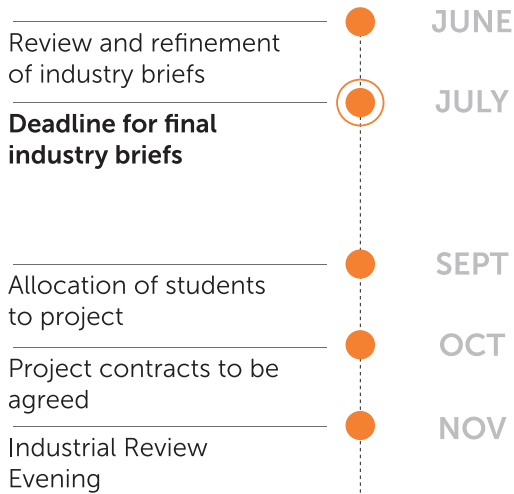 JUNE
Review and refinement
of industry briefs
JULY
Deadline for final
industry briefs
SEPT
Allocation of students
to project
OCT
Project contracts to be
agreed
NOV
Industrial Review
Evening